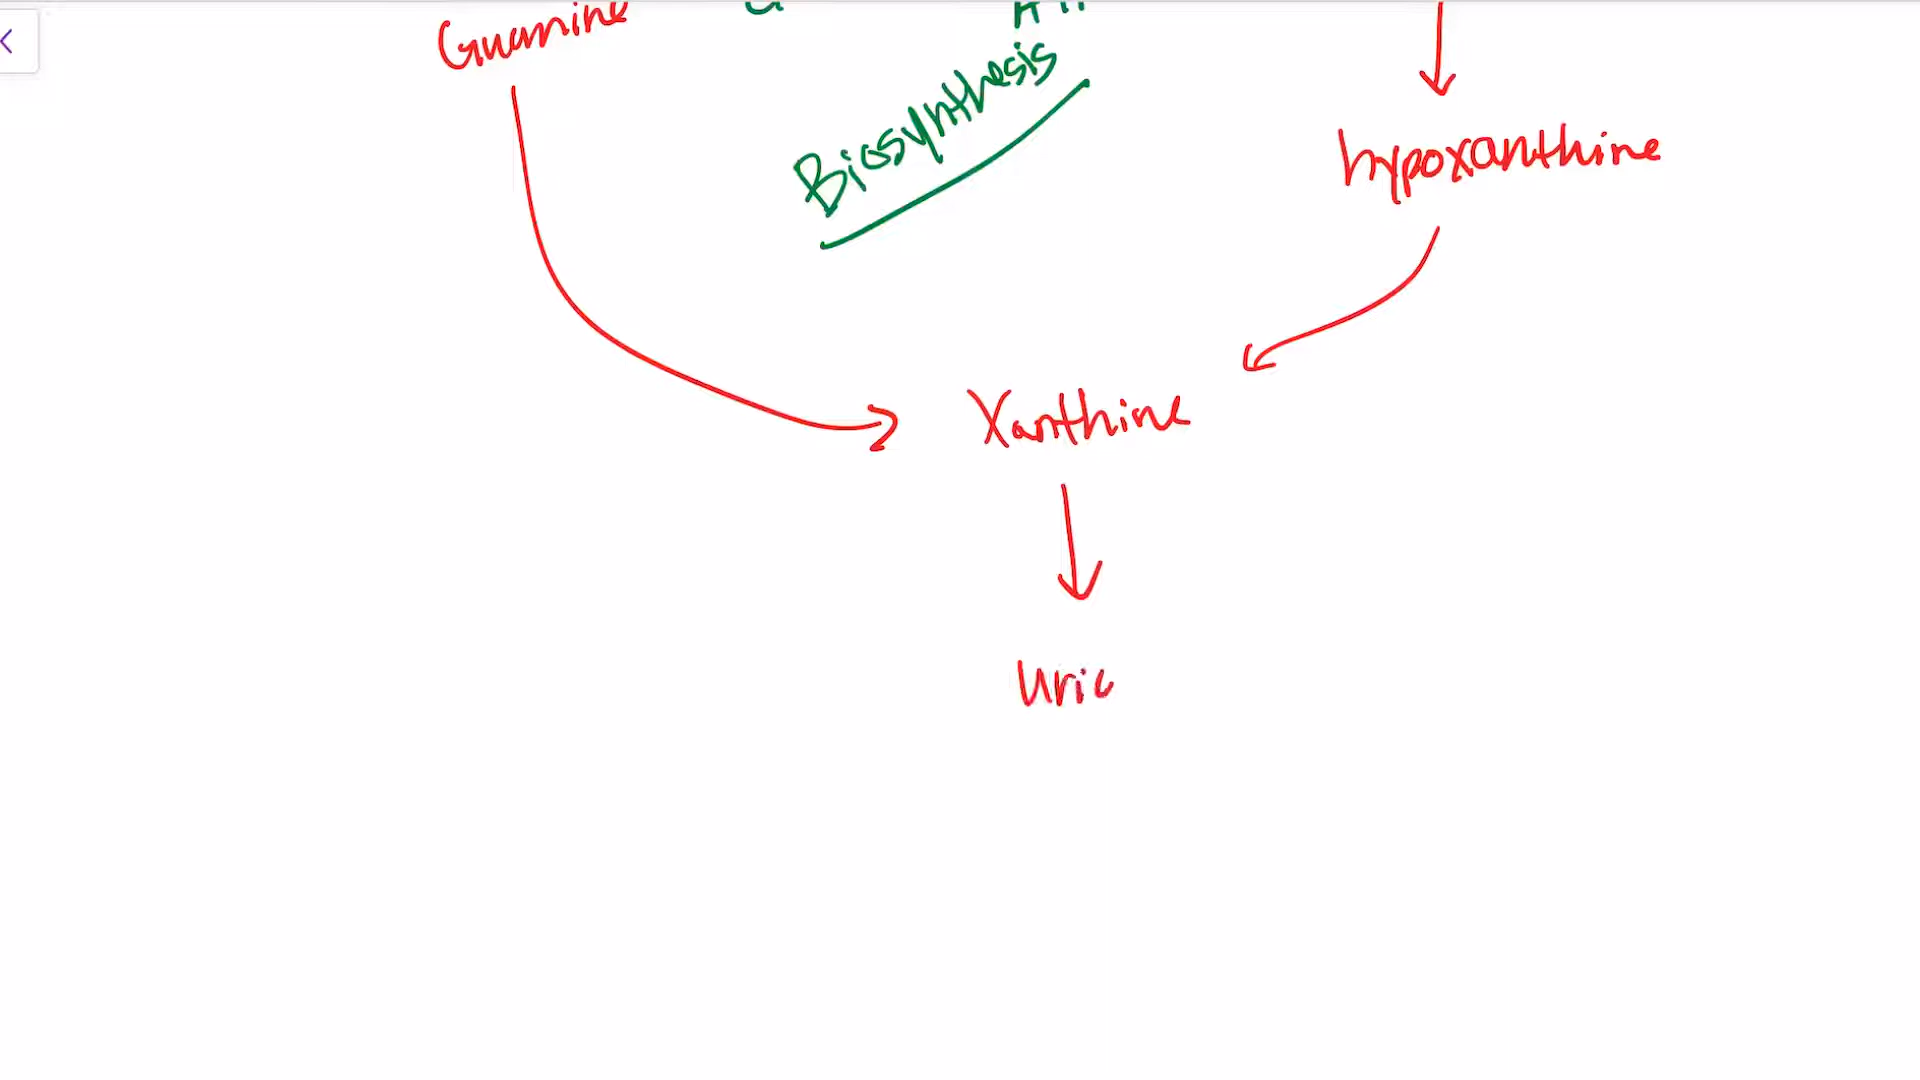 Guanine
Biosynthesis
hypoxanthine
Xanthine
Uric